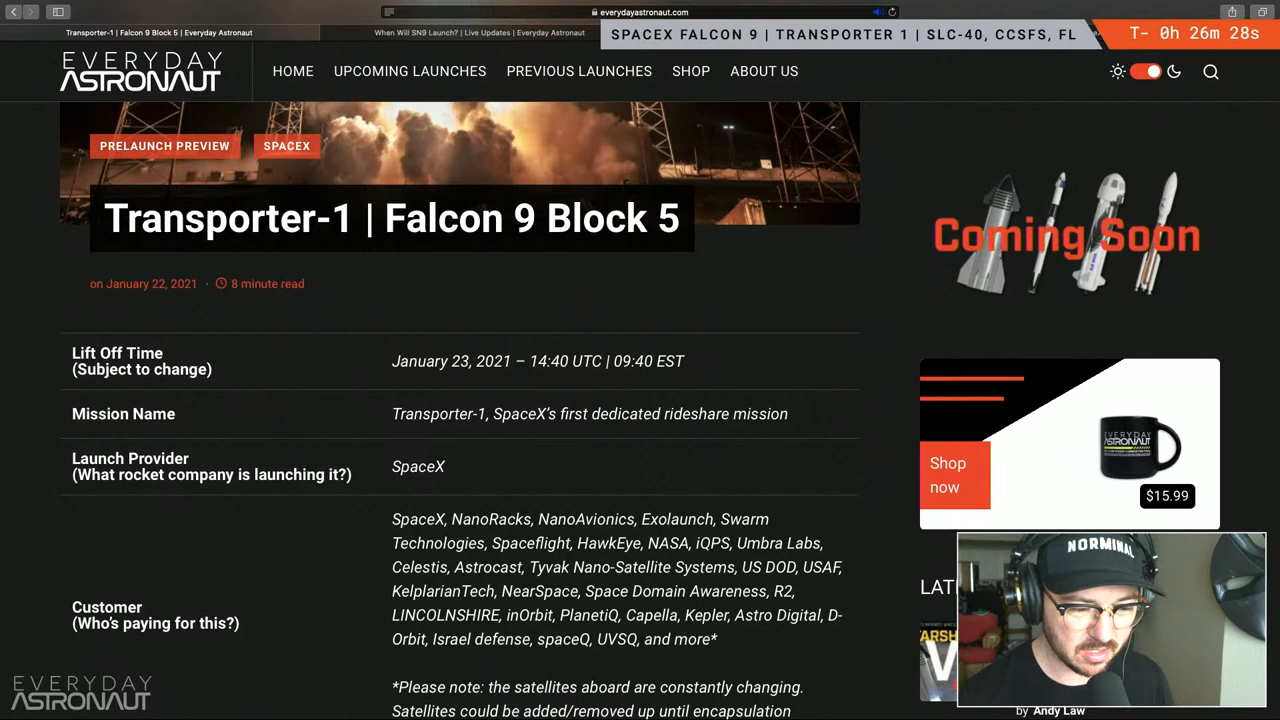 everydayastronaut.com
Transporter-1 | Falcon 9 Block 5 | Everyday Astronaut
When Will SN9 Launch? | Live Updates | Everyday Astronaut
SPACEX FALCON 9 | TRANSPORTER 1 | SLC-40, CCSFS, FL
T- 0h 26m 28s
EVERYDAY
ASTRONAUT
HOME
UPCOMING LAUNCHES
PREVIOUS LAUNCHES
SHOP
ABOUT US
PRELAUNCH PREVIEW
SPACEX
Transporter-1 | Falcon 9 Block 5
on January 22, 2021 · 8 minute read
Coming Soon
Lift Off Time
(Subject to change)
January 23, 2021 – 14:40 UTC | 09:40 EST
Mission Name
Transporter-1, SpaceX's first dedicated rideshare mission
Launch Provider
(What rocket company is launching it?)
SpaceX
Customer
(Who's paying for this?)
SpaceX, NanoRacks, NanoAvionics, Exolaunch, Swarm
Technologies, Spaceflight, HawkEye, NASA, iQPS, Umbra Labs,
Celestis, Astrocast, Tyvak Nano-Satellite Systems, US DOD, USAF,
KelplarianTech, NearSpace, Space Domain Awareness, R2,
LINCOLNSHIRE, inOrbit, PlanetiQ, Capella, Kepler, Astro Digital, D-
Orbit, Israel defense, spaceQ, UVSQ, and more*
*Please note: the satellites aboard are constantly changing.
Satellites could be added/removed up until encapsulation
EVERYDAY
ASTRONAUT
Shop
now
$15.99
LAT
NORMINAL
by Andy Law
EVERYDAY
ASTRONAUT